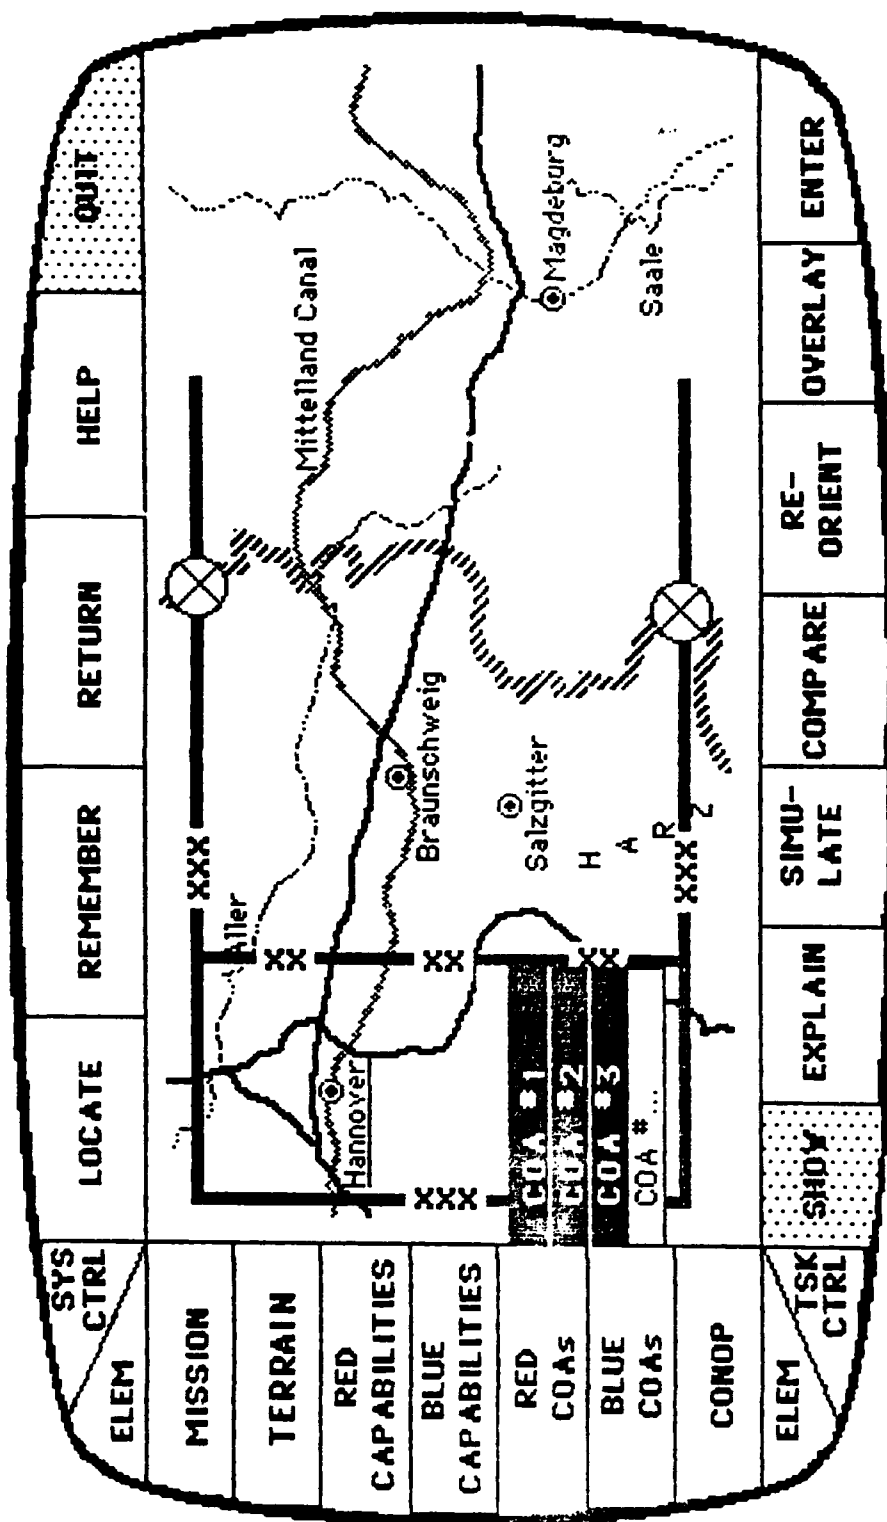 SYS
CTRL
LOCATE
REMEMBER
RETURN
HELP
QUIT
ELEM
MISSION
TERRAIN
RED
CAPABILITIES
BLUE
CAPABILITIES
RED
COAs
BLUE
COAs
CONOP
ELEM
TSK
CTRL
Aller
XXX
Mittelland Canal
XX
Hannover
Braunschweig
XXX
XX
Magdeburg
Salzgitter
COA #1
COA #2
COA #3
COA # ...
XX
H
A
R
Z
XXX
Saale
SHOW
EXPLAIN
SIMU-
LATE
COMPARE
RE-
ORIENT
OVERLAY
ENTER